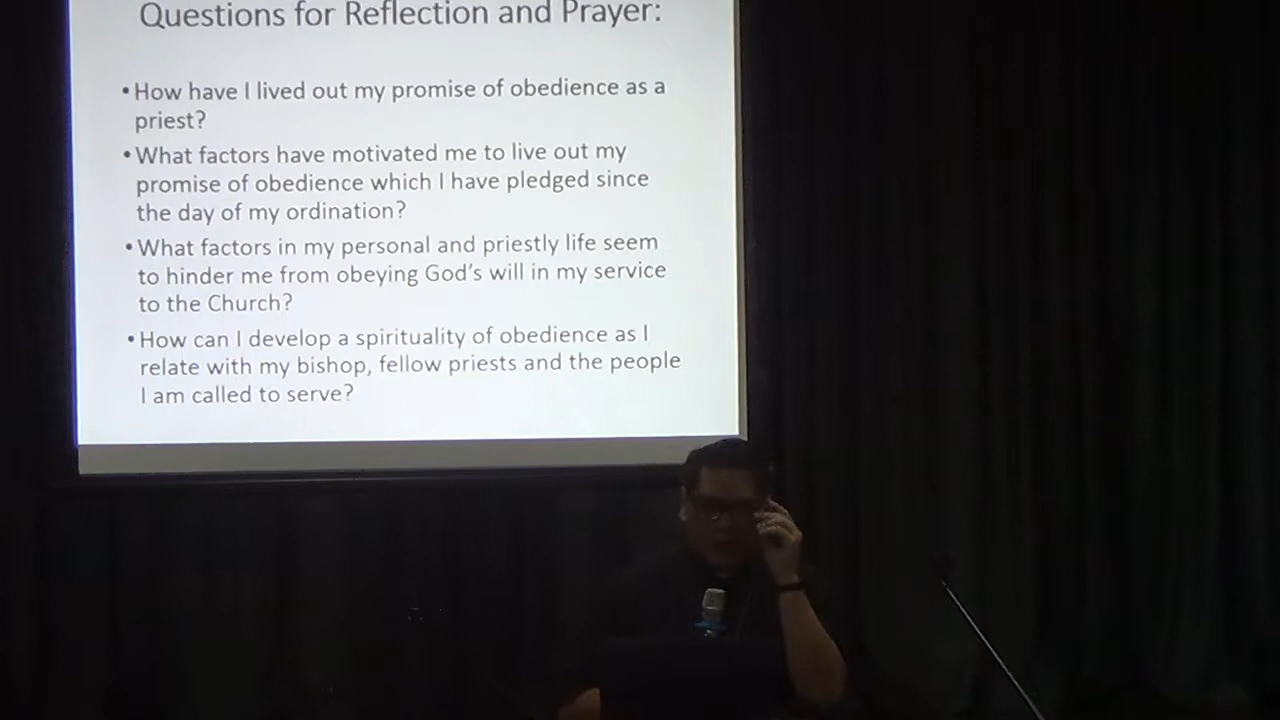 Questions for Reflection and Prayer:
•How have I lived out my promise of obedience as a
priest?
•What factors have motivated me to live out my
promise of obedience which I have pledged since
the day of my ordination?
•What factors in my personal and priestly life seem
to hinder me from obeying God's will in my service
to the Church?
•How can I develop a spirituality of obedience as I
relate with my bishop, fellow priests and the people
I am called to serve?